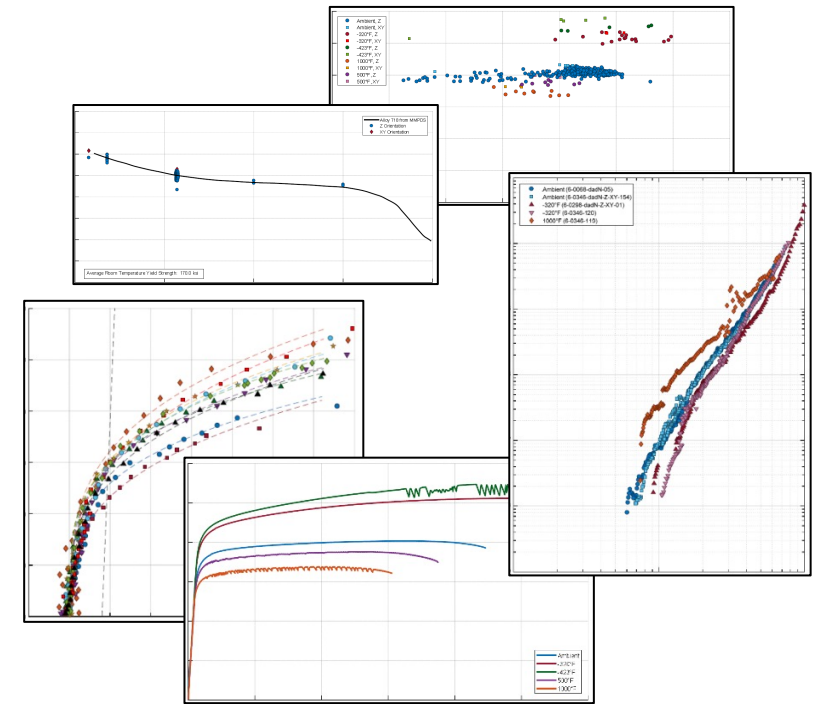 Ambient, Z
Ambient, XY
-320°F, Z
-320°F, XY
-423°F, Z
-423°F, XY
1000°F, Z
1000°F, XY
500°F, Z
500°F, XY
Alloy 718 from MMPDS
Z Orientation
XY Orientation
Average Room Temperature Yield Strength 170.0 ksi
Ambient (6-0068-dadN-05)
Ambient (6-0346-dadN-Z-XY-154)
-320°F (6-0298-dadN-Z-XY-01)
-320°F (6-0346-120)
1000°F (6-0346-115)
Ambient
-320°F
-423°F
500°F
1000°F